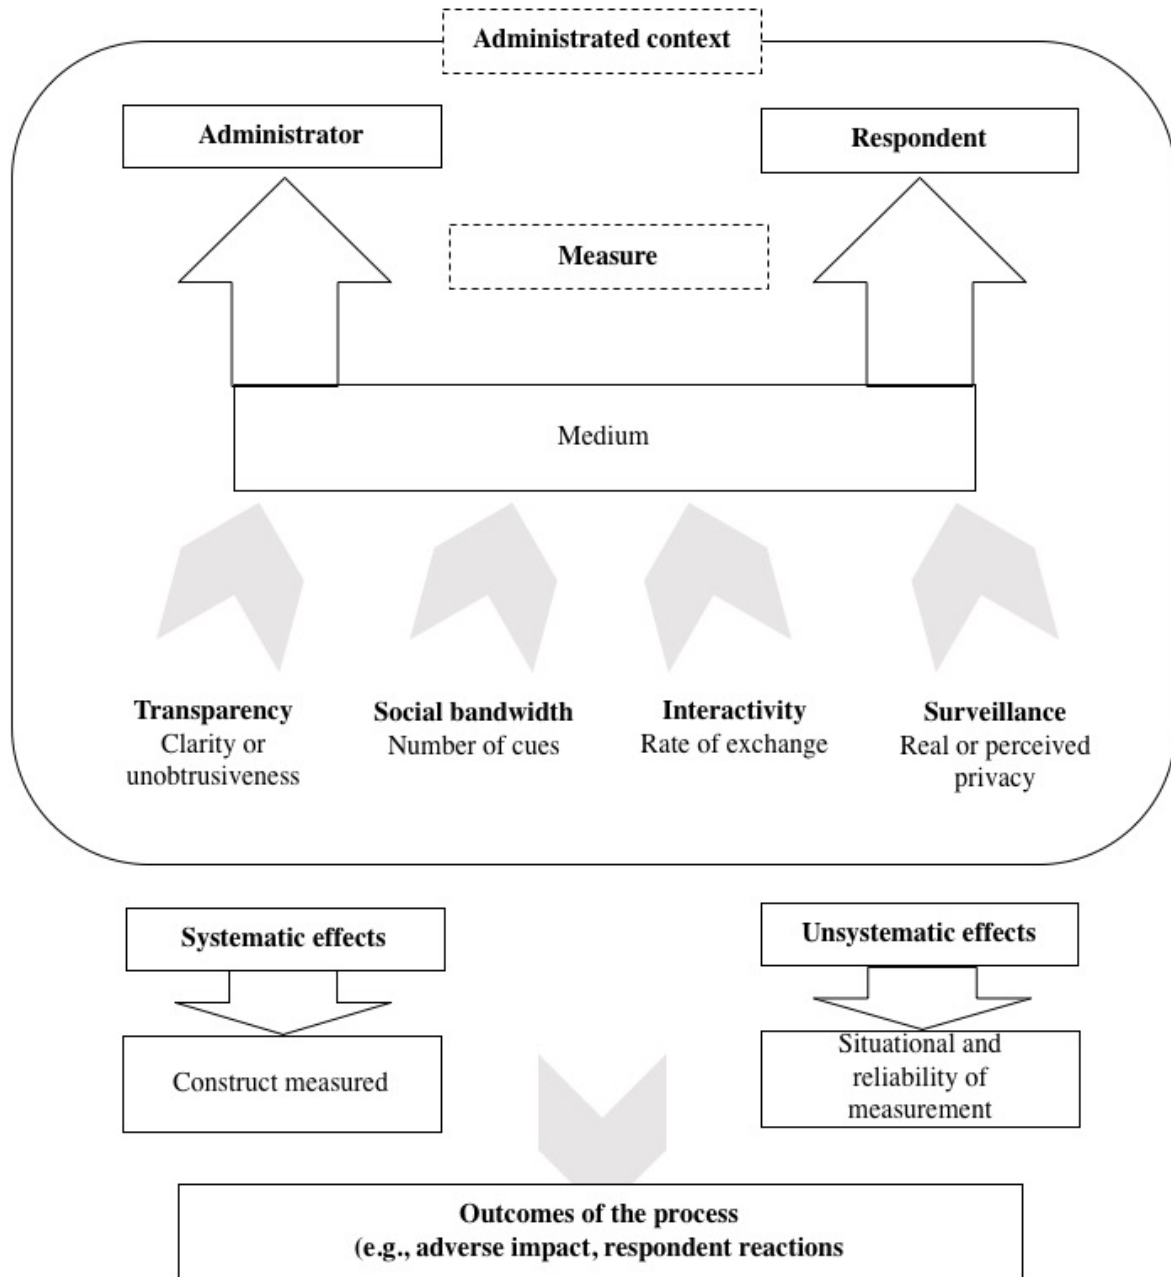 Administrated context
Administrator
Respondent
Measure
Medium
Transparency
Clarity or
unobtrusiveness
Social bandwidth
Number of cues
Interactivity
Rate of exchange
Surveillance
Real or perceived
privacy
Systematic effects
Unsystematic effects
Construct measured
Situational and
reliability of
measurement
Outcomes of the process
(e.g., adverse impact, respondent reactions